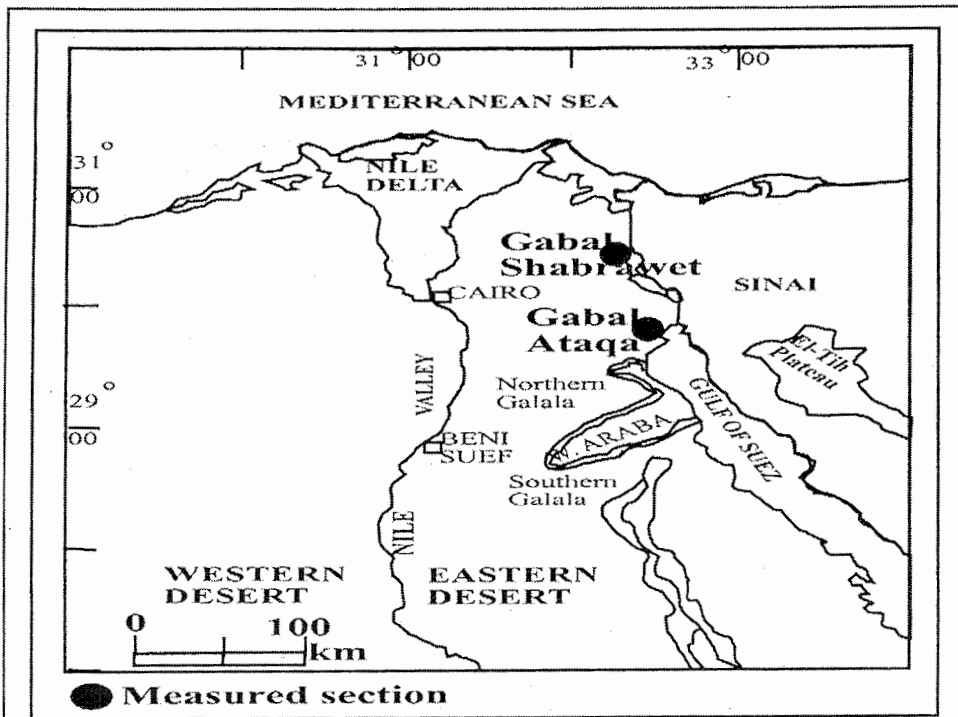 31°00
33°00
MEDITERRANEAN SEA
31°
00
NILE
DELTA
Gabal
Shabrawet
SINAI
CAIRO
Gabal
Ataqa
El-Tih
Plateau
Northern
Galala
VALLEY
GULF OF SUEZ
29°
00
W. ARABA
BENI
SUEF
Southern
Galala
NILE
WESTERN
DESERT
EASTERN
DESERT
0
100
km
Measured section